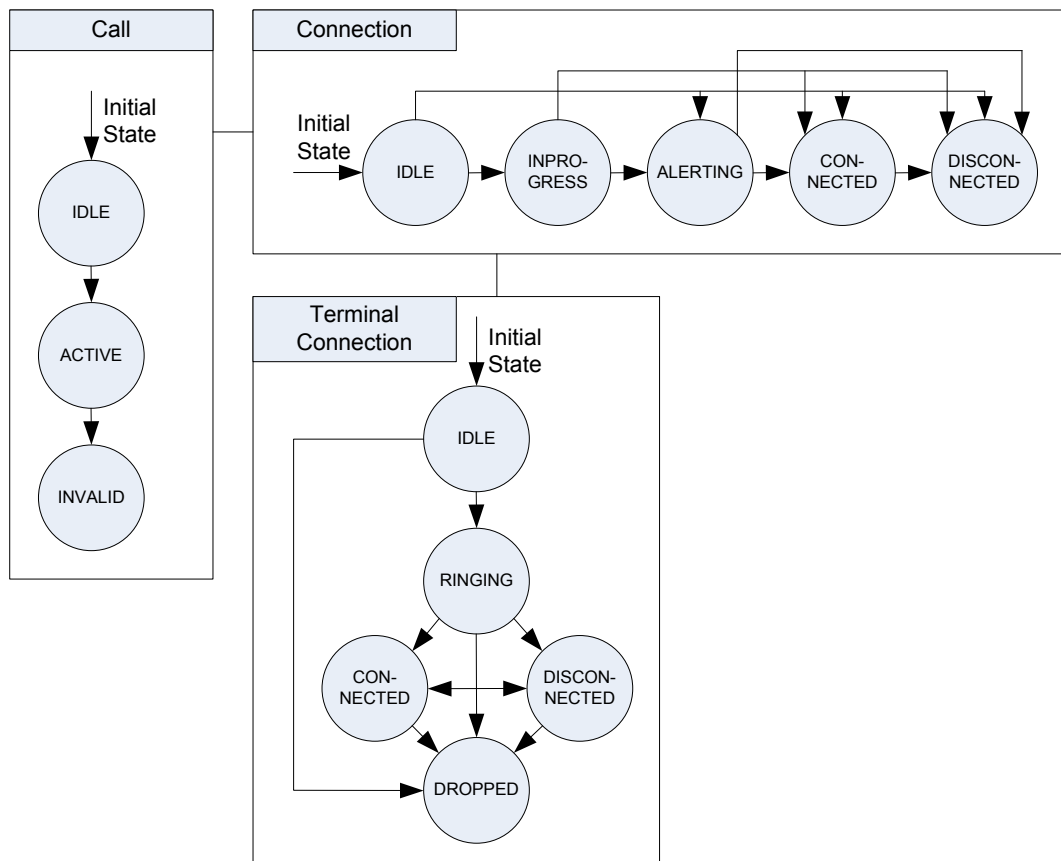 Call
Initial
State
IDLE
ACTIVE
INVALID
Connection
Initial
State
IDLE
INPRO-
GRESS
ALERTING
CON-
NECTED
DISCON-
NECTED
Terminal
Connection
Initial
State
IDLE
RINGING
CON-
NECTED
DISCON-
NECTED
DROPPED